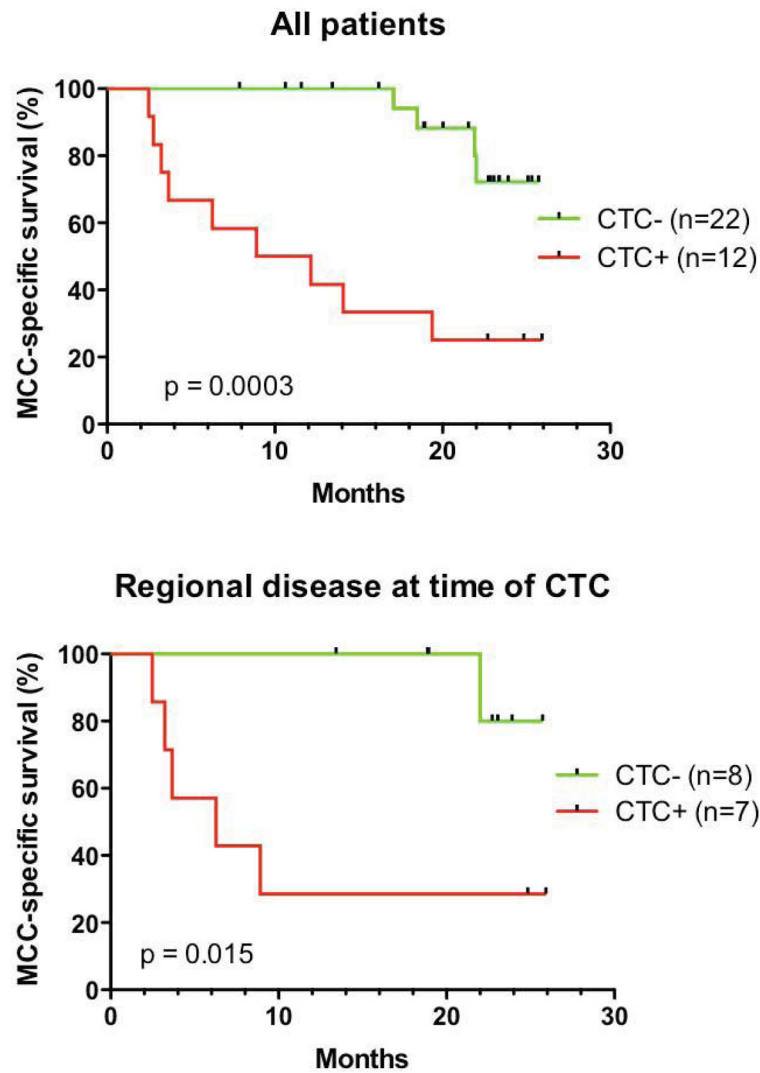 All patients
MCC-specific survival (%)
100
80
60
40
20
0
0 10 20 30
Months
CTC- (n=22)
CTC+ (n=12)
p = 0.0003
Regional disease at time of CTC
MCC-specific survival (%)
100
80
60
40
20
0
0 10 20 30
Months
CTC- (n=8)
CTC+ (n=7)
p = 0.015